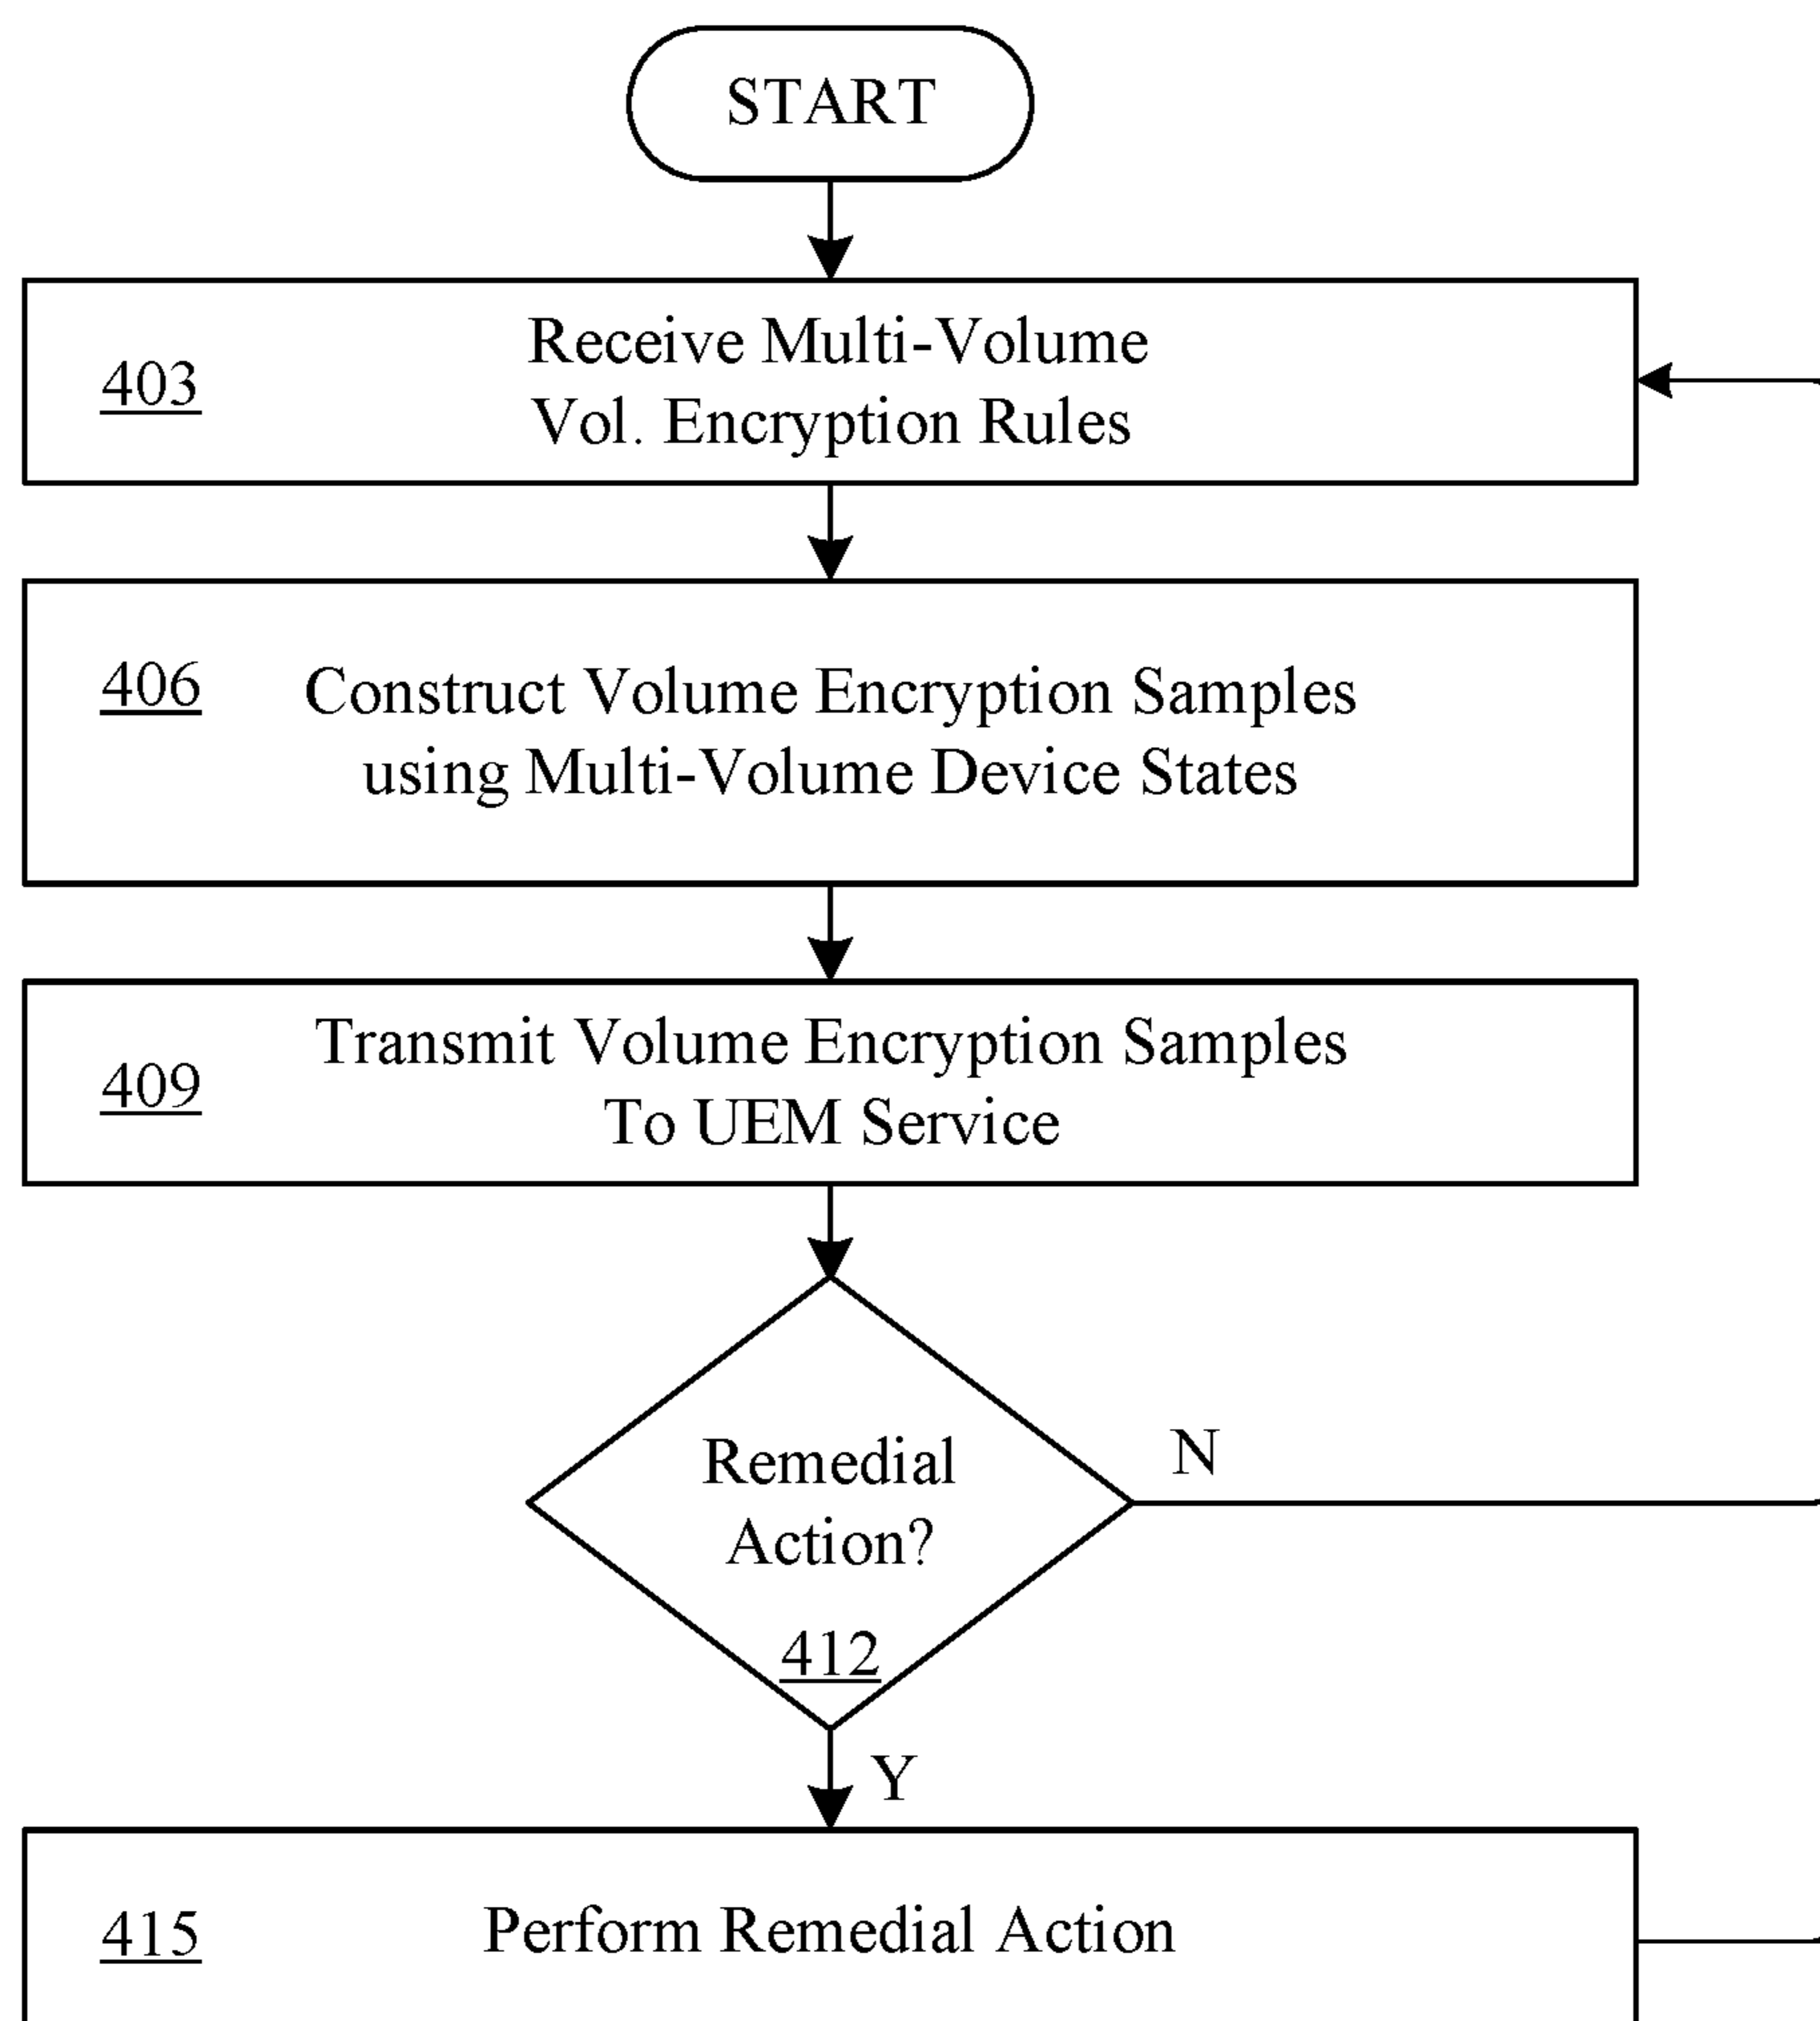 START
403
Receive Multi-Volume
Vol. Encryption Rules
406
Construct Volume Encryption Samples
using Multi-Volume Device States
409
Transmit Volume Encryption Samples
To UEM Service
Remedial
Action?
412
N
Y
415
Perform Remedial Action